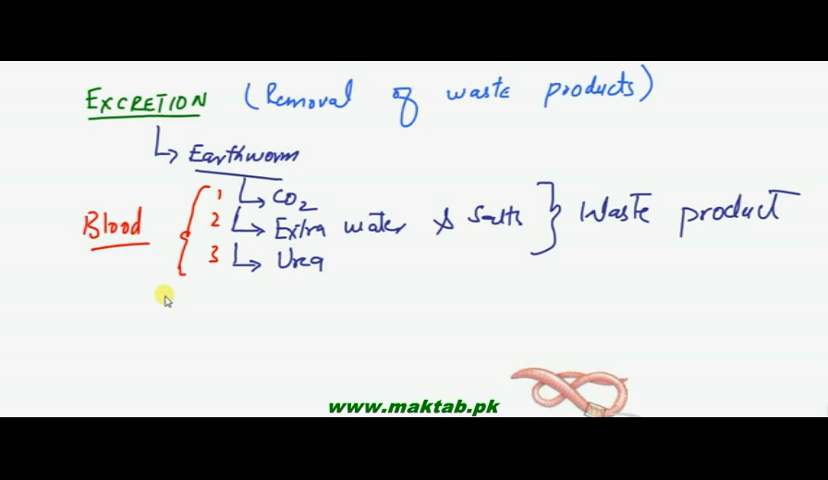 EXCRETION (Removal of waste products)
↳ Earthworm
1 ↳ CO2
Blood { 2 ↳ Extra water & Salts } Waste product
3 ↳ Urea
www.maktab.pk